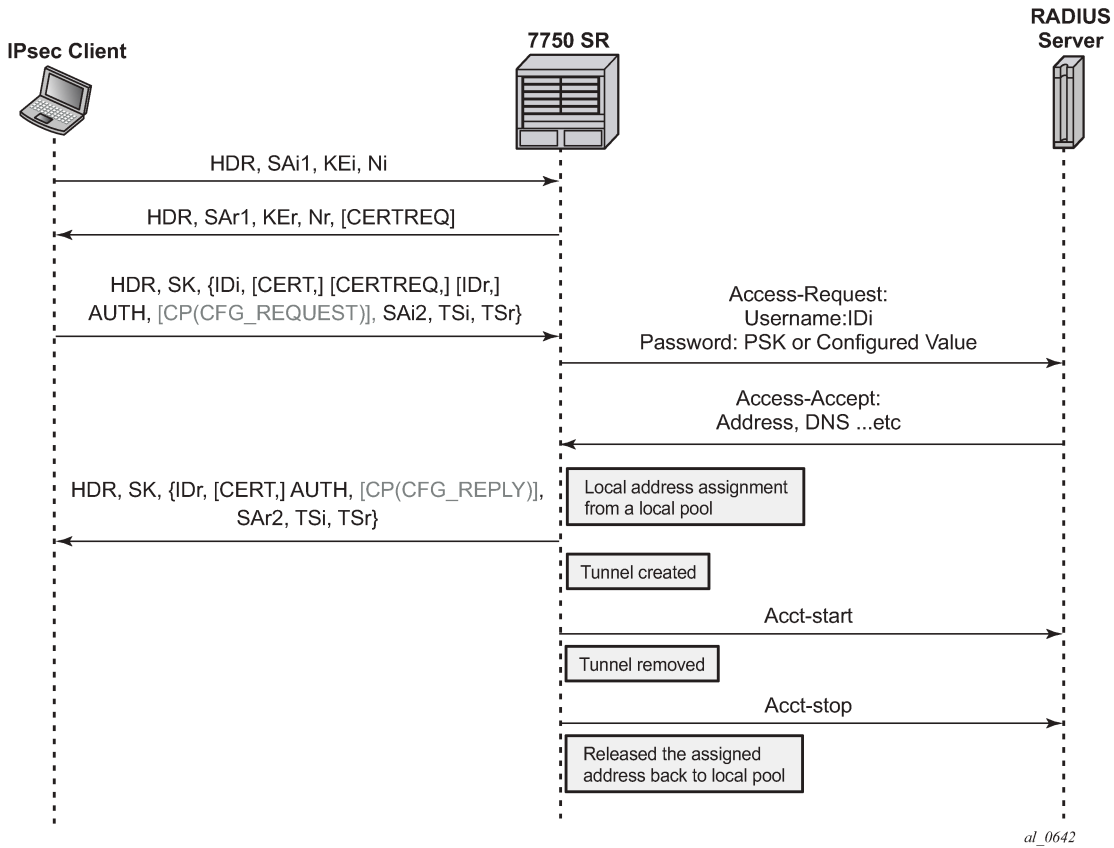 IPsec Client
7750 SR
RADIUS
Server
HDR, SAi1, KEi, Ni
HDR, SAr1, KEr, Nr, [CERTREQ]
HDR, SK, {IDi, [CERT,] [CERTREQ,] [IDr,]
AUTH, [CP(CFG_REQUEST)], SAi2, TSi, TSr}
Access-Request:
Username:IDi
Password: PSK or Configured Value
Access-Accept:
Address, DNS ...etc
HDR, SK, {IDr, [CERT,] AUTH, [CP(CFG_REPLY)],
SAr2, TSi, TSr}
Local address assignment
from a local pool
Tunnel created
Acct-start
Tunnel removed
Acct-stop
Released the assigned
address back to local pool
al_0642